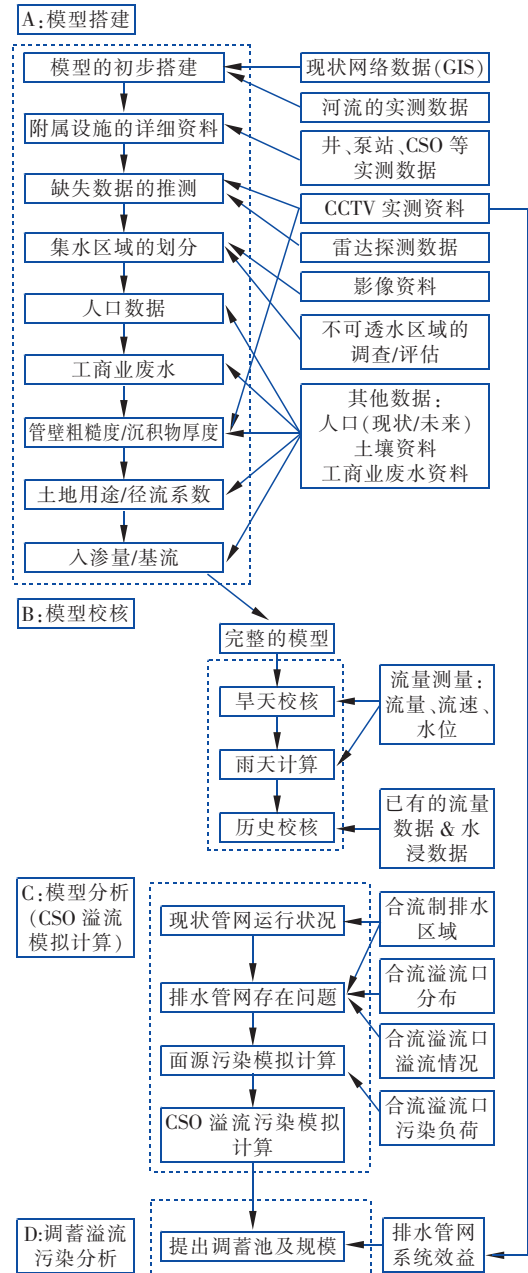 A:模型搭建
模型的初步搭建
现状网络数据(GIS)
河流的实测数据
附属设施的详细资料
井、泵站、CSO 等
实测数据
缺失数据的推测
CCTV 实测资料
集水区域的划分
雷达探测数据
影像资料
人口数据
不可透水区域的
调查/评估
工商业废水
其他数据：
人口(现状/未来)
土壤资料
工商业废水资料
管壁粗糙度/沉积物厚度
土地用途/径流系数
入渗量/基流
B:模型校核
完整的模型
旱天校核
流量测量：
流量、流速、
水位
雨天计算
历史校核
已有的流量
数据 & 水
浸数据
C:模型分析
(CSO 溢流
模拟计算)
现状管网运行状况
合流制排水
区域
排水管网存在问题
合流溢流口
分布
合流溢流口
溢流情况
面源污染模拟计算
合流溢流口
污染负荷
CSO 溢流污染模拟
计算
D:调蓄溢流
污染分析
提出调蓄池及规模
排水管网
系统效益